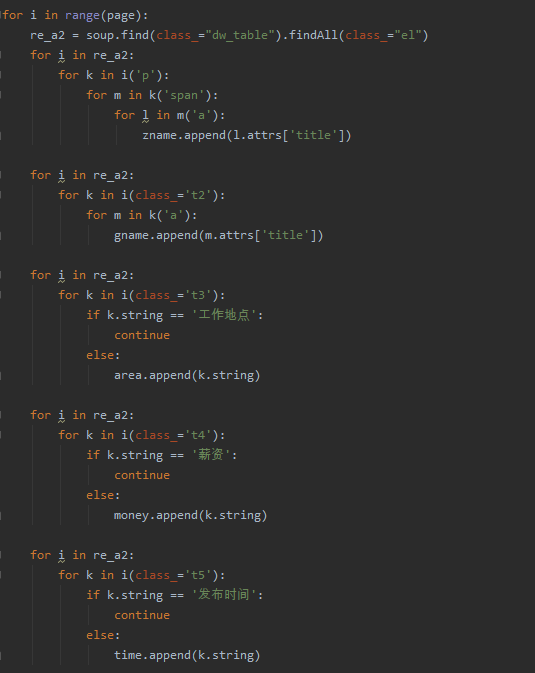 for i in range(page):
    re_a2 = soup.find(class_="dw_table").findAll(class_="el")
    for i in re_a2:
        for k in i('p'):
            for m in k('span'):
                for l in m('a'):
                    zname.append(l.attrs['title'])

    for i in re_a2:
        for k in i(class_='t2'):
            for m in k('a'):
                gname.append(m.attrs['title'])

    for i in re_a2:
        for k in i(class_='t3'):
            if k.string == '工作地点':
                continue
            else:
                area.append(k.string)

    for i in re_a2:
        for k in i(class_='t4'):
            if k.string == '薪资':
                continue
            else:
                money.append(k.string)

    for i in re_a2:
        for k in i(class_='t5'):
            if k.string == '发布时间':
                continue
            else:
                time.append(k.string)